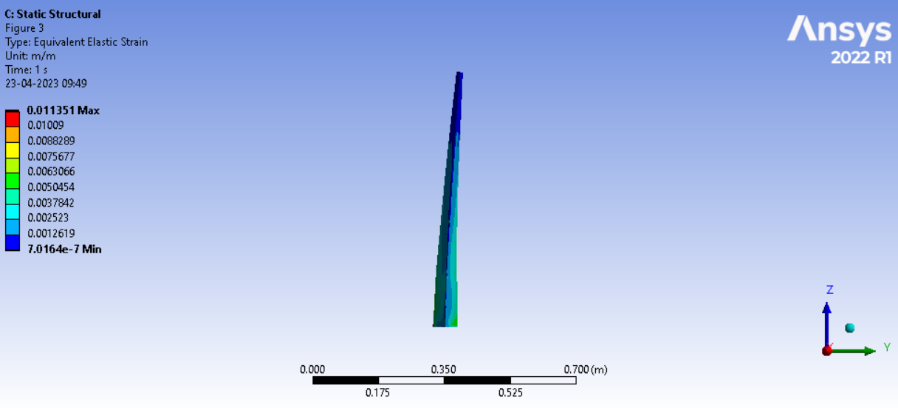 C: Static Structural
Figure 3
Type: Equivalent Elastic Strain
Unit: m/m
Time: 1 s
23-04-2023 09:49
Ansys
2022 R1
0.011351 Max
0.01009
0.0088289
0.0075677
0.0063066
0.0050454
0.0037842
0.002523
0.0012619
7.0164e-7 Min
Z
Y
0.000 0.350 0.700 (m)
0.175 0.525